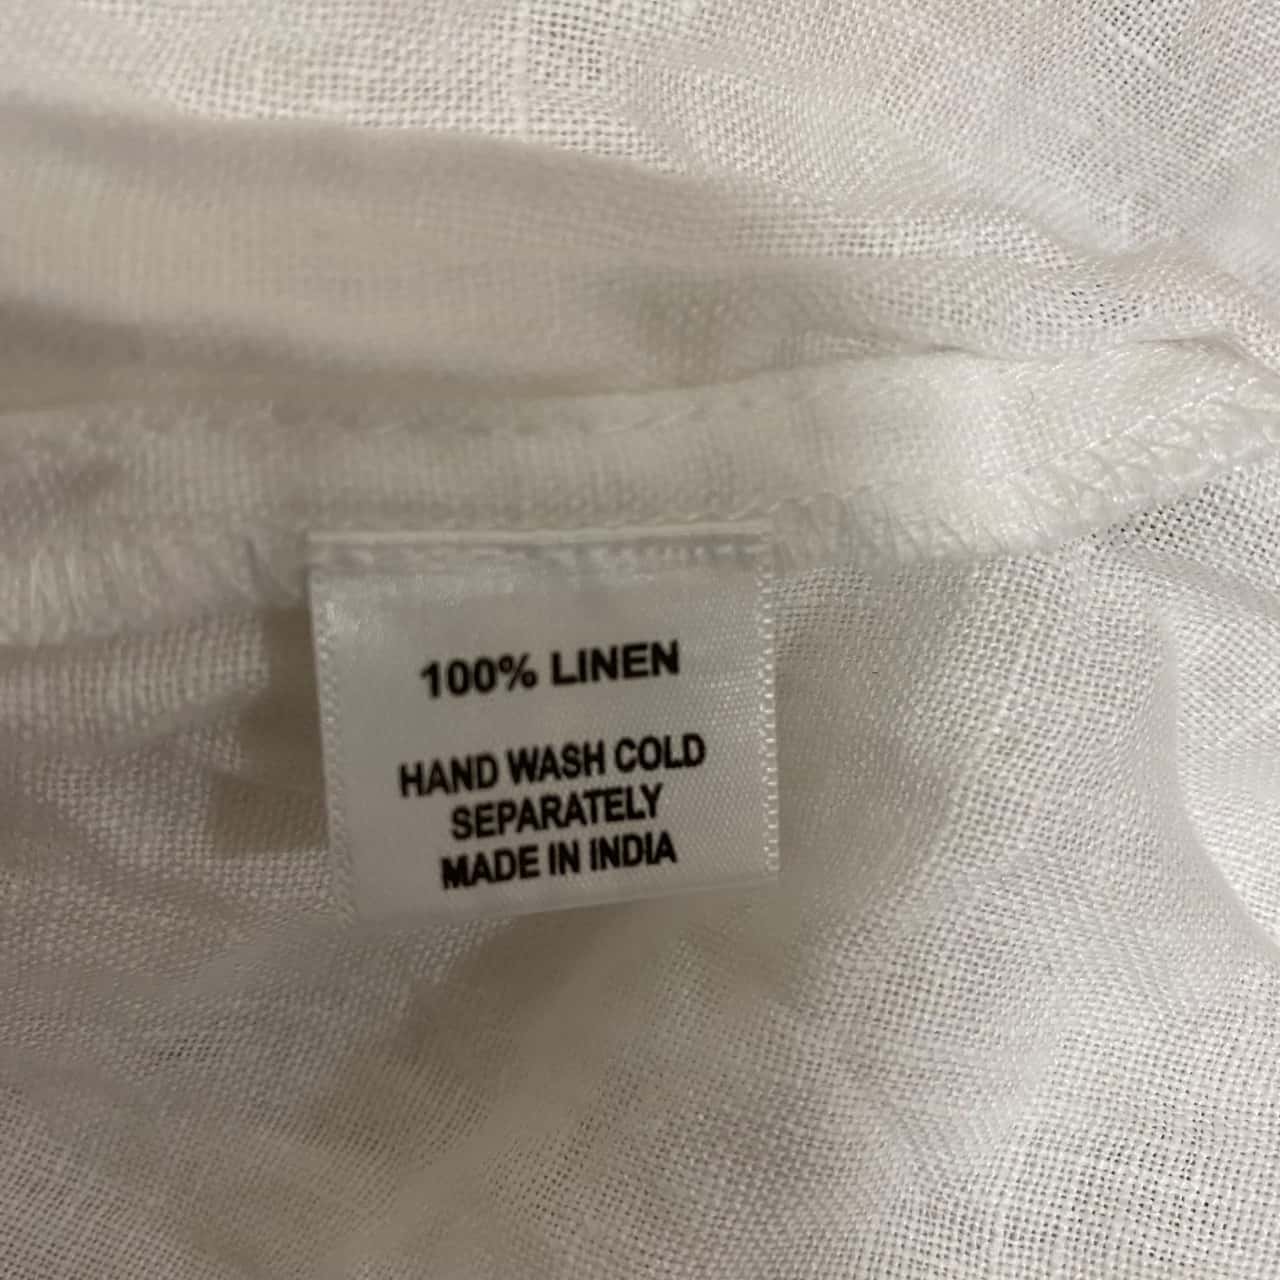 100% LINEN
HAND WASH COLD
SEPARATELY
MADE IN INDIA